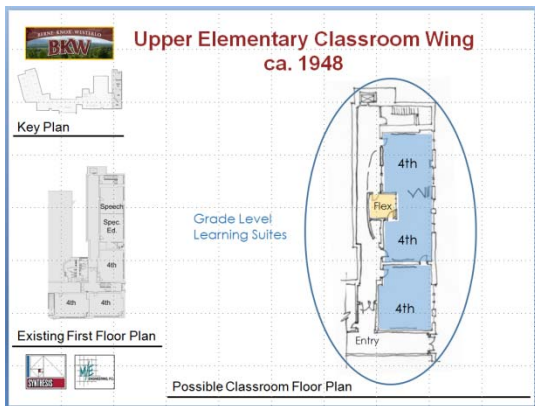 BERNE-KNOX-WESTERLO
BKW
Upper Elementary Classroom Wing
ca. 1948
Key Plan
Speech
Spec.
Ed.
4th
4th
4th
Existing First Floor Plan
SYNTHESIS
M/E
ENGINEERING, P.C.
Grade Level
Learning Suites
4th
Flex
4th
4th
Entry
Possible Classroom Floor Plan